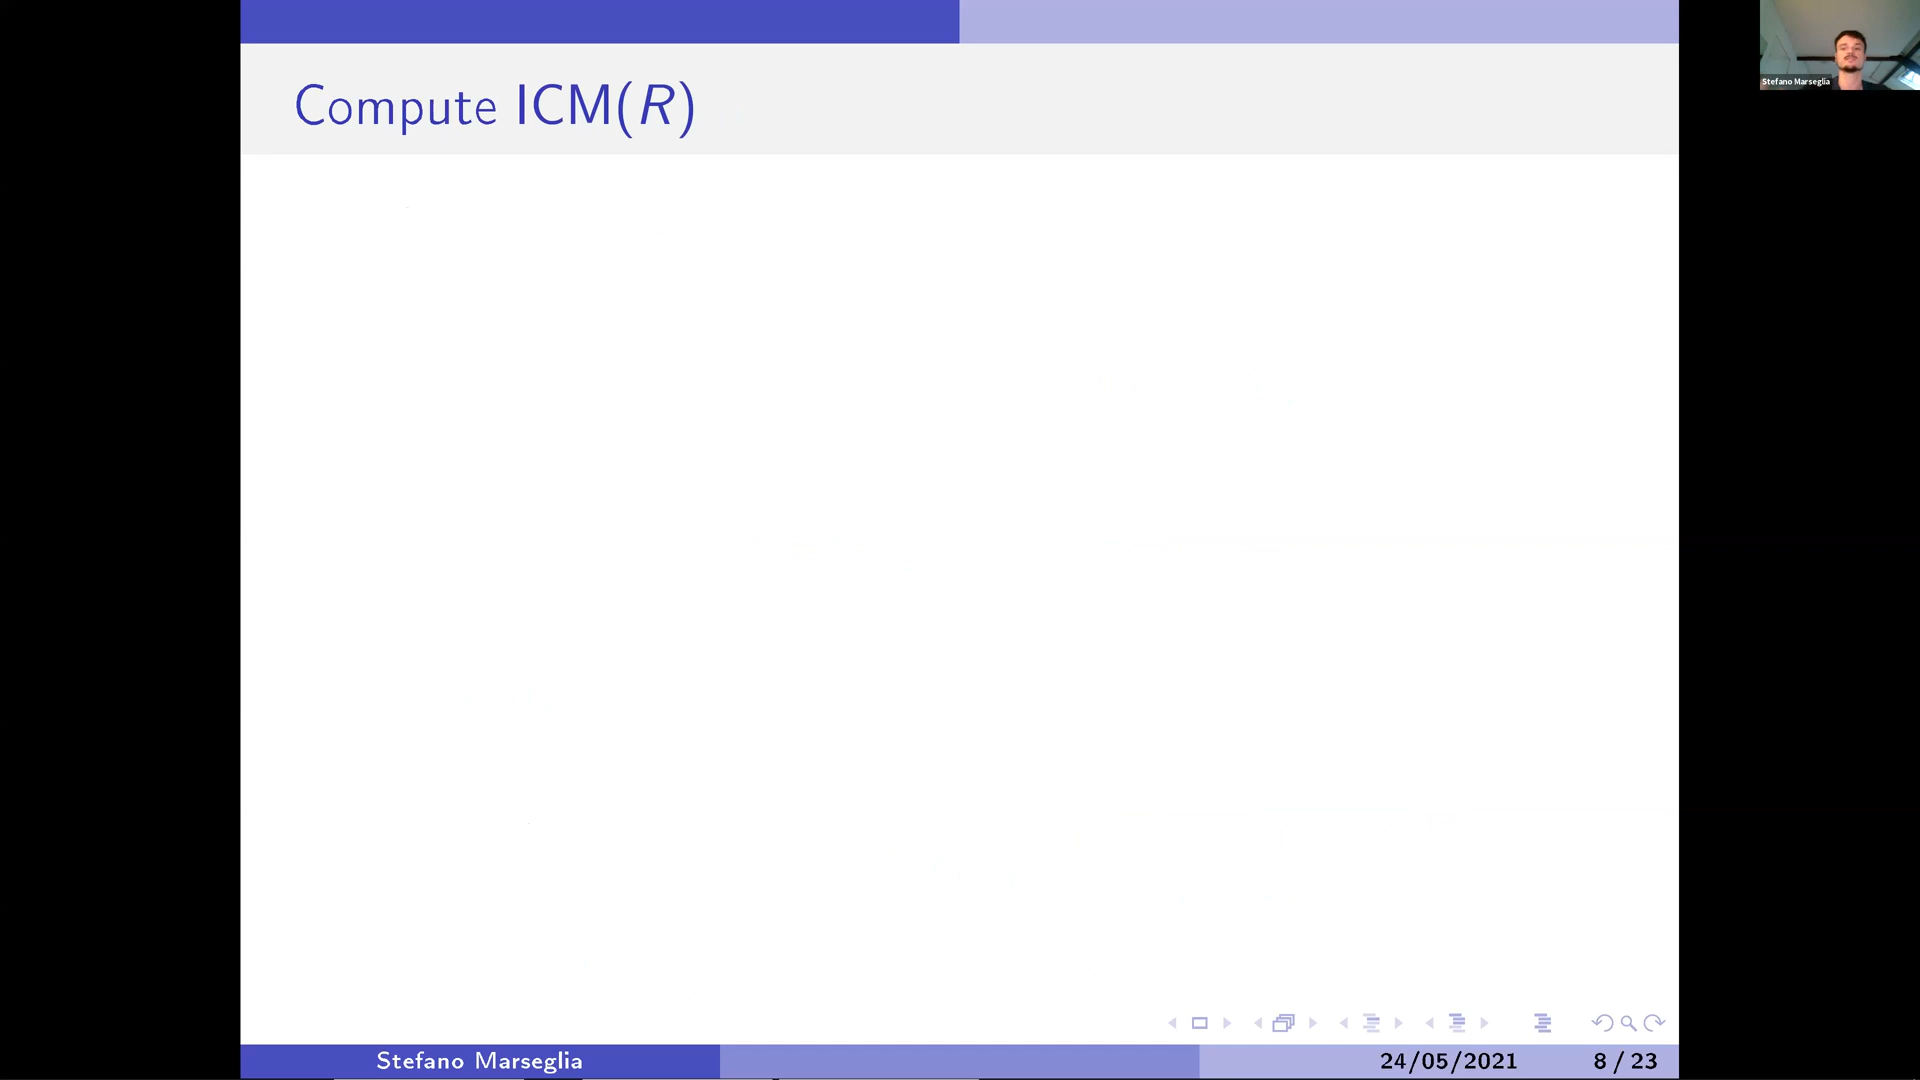 Compute ICM(R)
Stefano Marseglia
Stefano Marseglia
24/05/2021
8 / 23